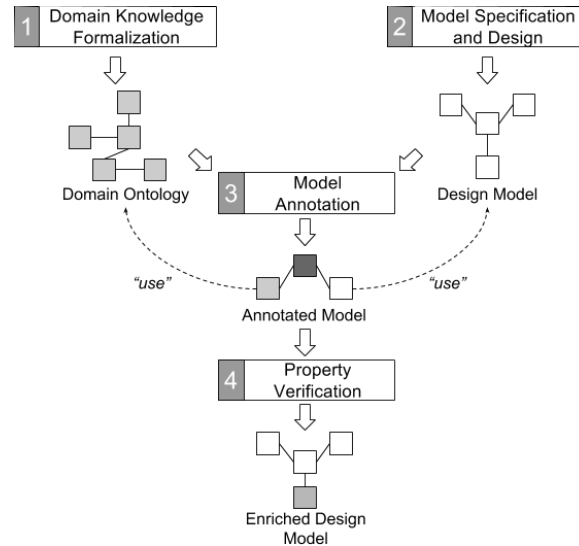 1
Domain Knowledge
Formalization
2
Model Specification
and Design
Domain Ontology
Design Model
3
Model
Annotation
"use"
"use"
Annotated Model
4
Property
Verification
Enriched Design
Model